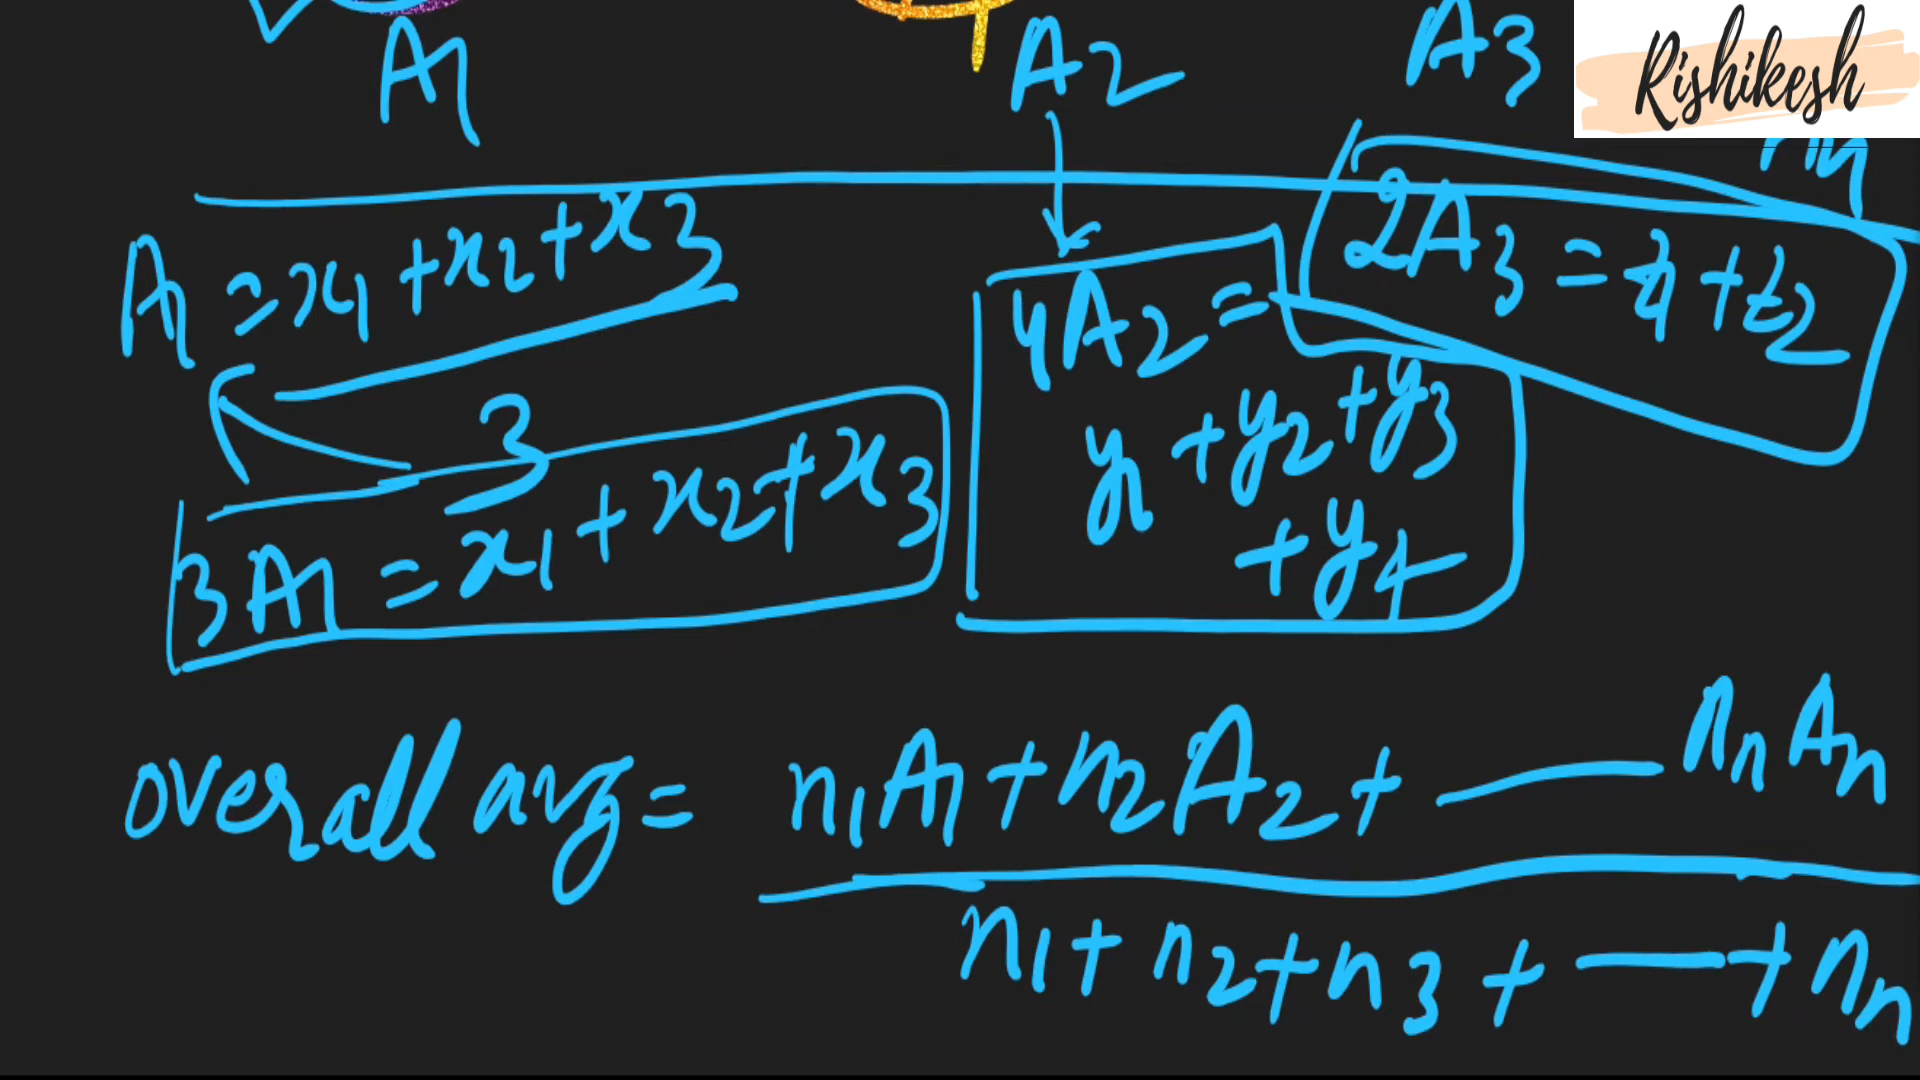 A1 A2 A3
Rishikesh
A1 = x1 + x2 + x3
3
3A1 = x1 + x2 + x3
4A2 =
y1 + y2 + y3
+ y4
2A3 = z1 + z2
overall avg = n1A1 + n2A2 + — nnAn
n1 + n2 + n3 + — + nn